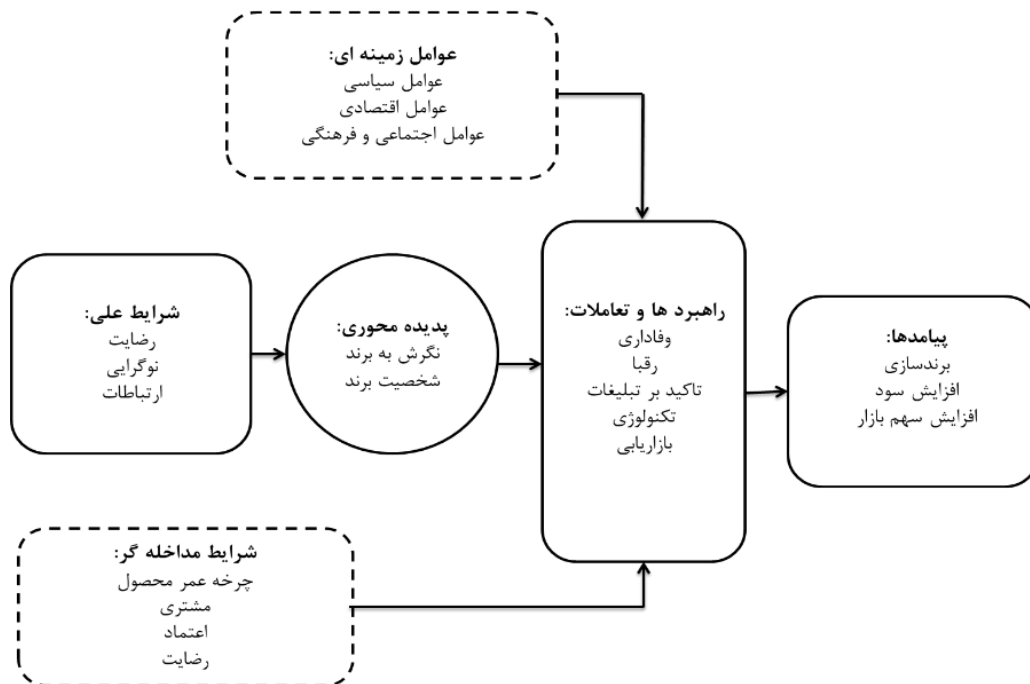 عوامل زمینه ای:
عوامل سیاسی
عوامل اقتصادی
عوامل اجتماعی و فرهنگی
شرایط علی:
رضایت
نوگرایی
ارتباطات
پدیده محوری:
نگرش به برند
شخصیت برند
راهبرد ها و تعاملات:
وفاداری
رقبا
تاکید بر تبلیغات
تکنولوژی
بازاریابی
پیامدها:
برندسازی
افزایش سود
افزایش سهم بازار
شرایط مداخله گر:
چرخه عمر محصول
مشتری
اعتماد
رضایت